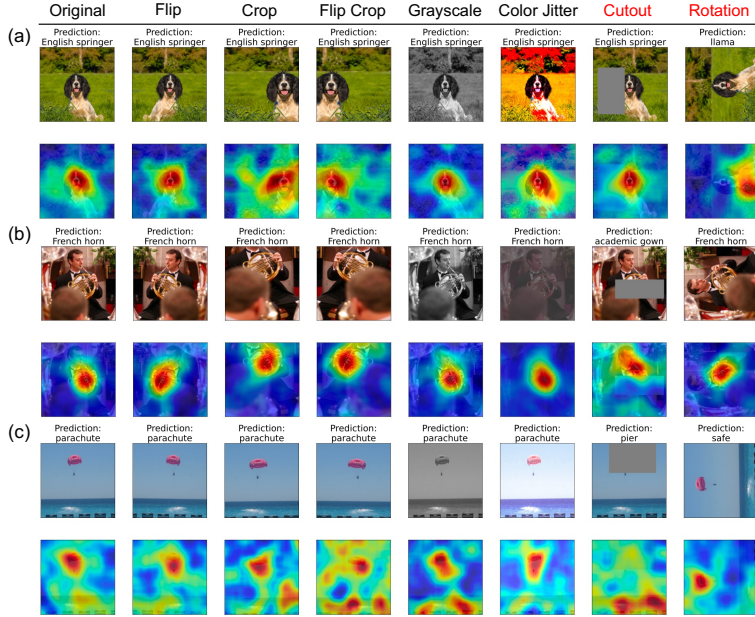 Original Flip Crop Flip Crop Grayscale Color Jitter Cutout Rotation
(a)
Prediction: Prediction: Prediction: Prediction: Prediction: Prediction: Prediction: Prediction:
English springer English springer English springer English springer English springer English springer English springer llama
(b)
Prediction: Prediction: Prediction: Prediction: Prediction: Prediction: Prediction: Prediction:
French horn French horn French horn French horn French horn French horn academic gown French horn
(c)
Prediction: Prediction: Prediction: Prediction: Prediction: Prediction: Prediction: Prediction:
parachute parachute parachute parachute parachute parachute pier safe